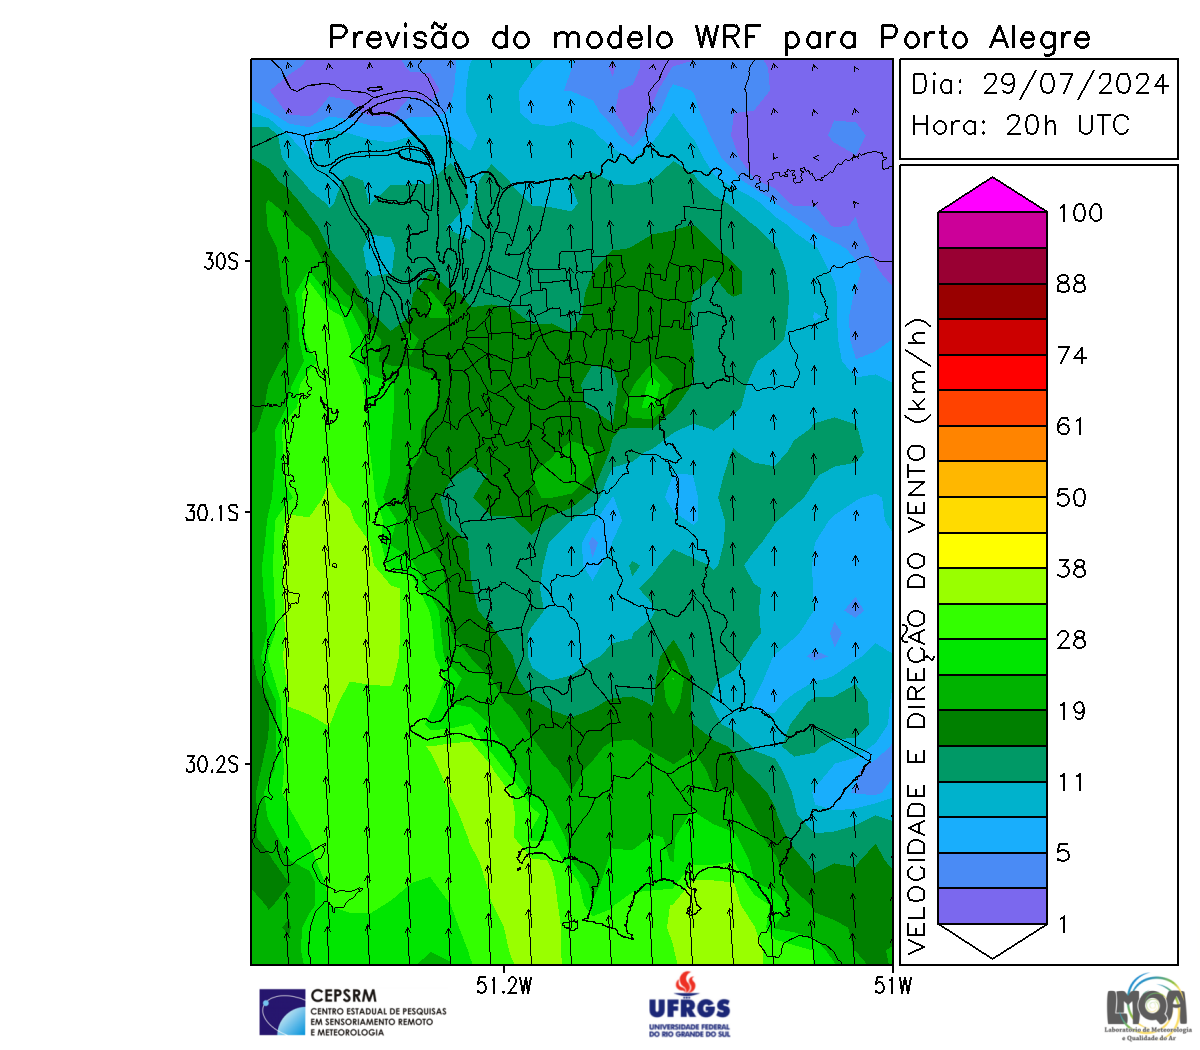 Previsão do modelo WRF para Porto Alegre
Dia: 29/07/2024
Hora: 20h UTC
30S
30.1S
30.2S
51.2W
51W
VELOCIDADE E DIREÇÃO DO VENTO (km/h)
100
88
74
61
50
38
28
19
11
5
1
CEPSRM
CENTRO ESTADUAL DE PESQUISAS
EM SENSORIAMENTO REMOTO
E METEOROLOGIA
UFRGS
UNIVERSIDADE FEDERAL
DO RIO GRANDE DO SUL
LMQA
Laboratório de Meteorologia
e Qualidade do Ar